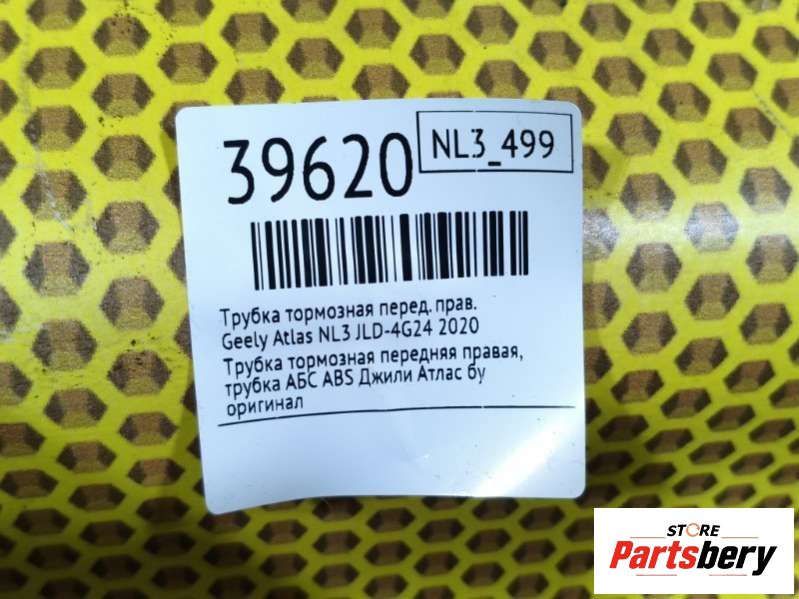 39620
NL3_499
Трубка тормозная перед. прав.
Geely Atlas NL3 JLD-4G24 2020
Трубка тормозная передняя правая,
трубка АБС ABS Джили Атлас бу
оригинал
STORE
Partsbery